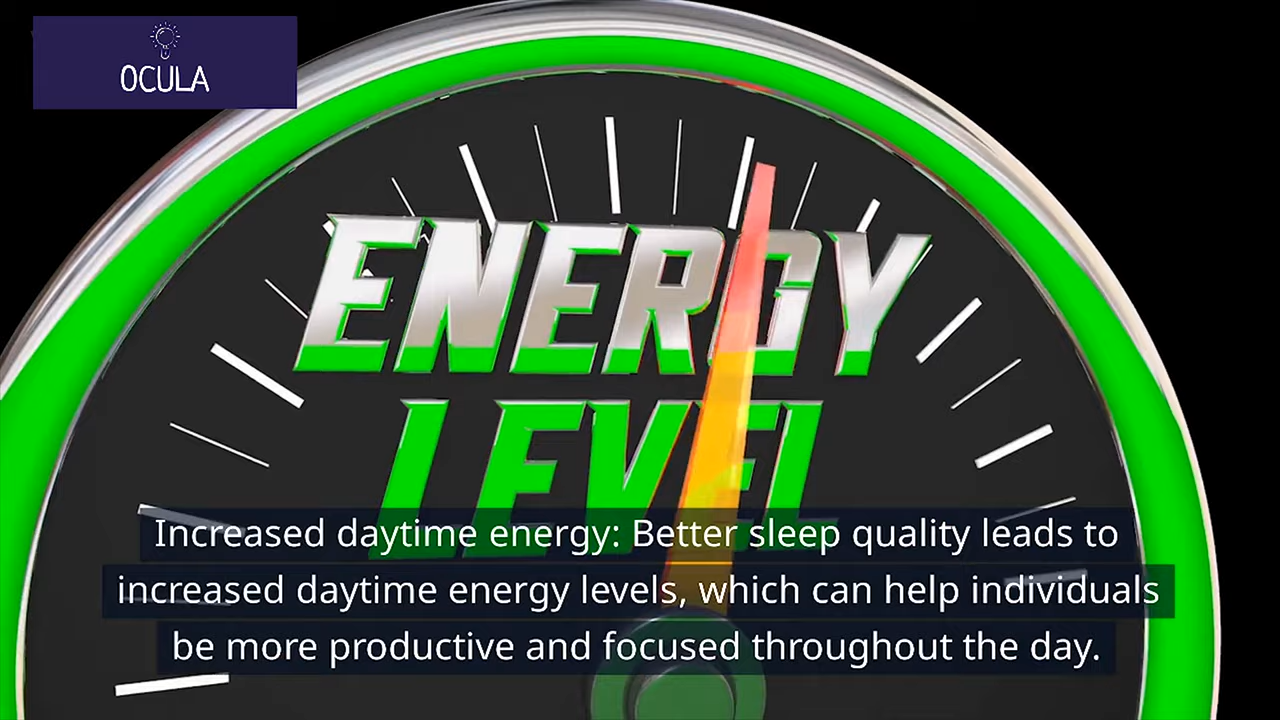 OCULA
ENERGY
LEVEL
Increased daytime energy: Better sleep quality leads to
increased daytime energy levels, which can help individuals
be more productive and focused throughout the day.